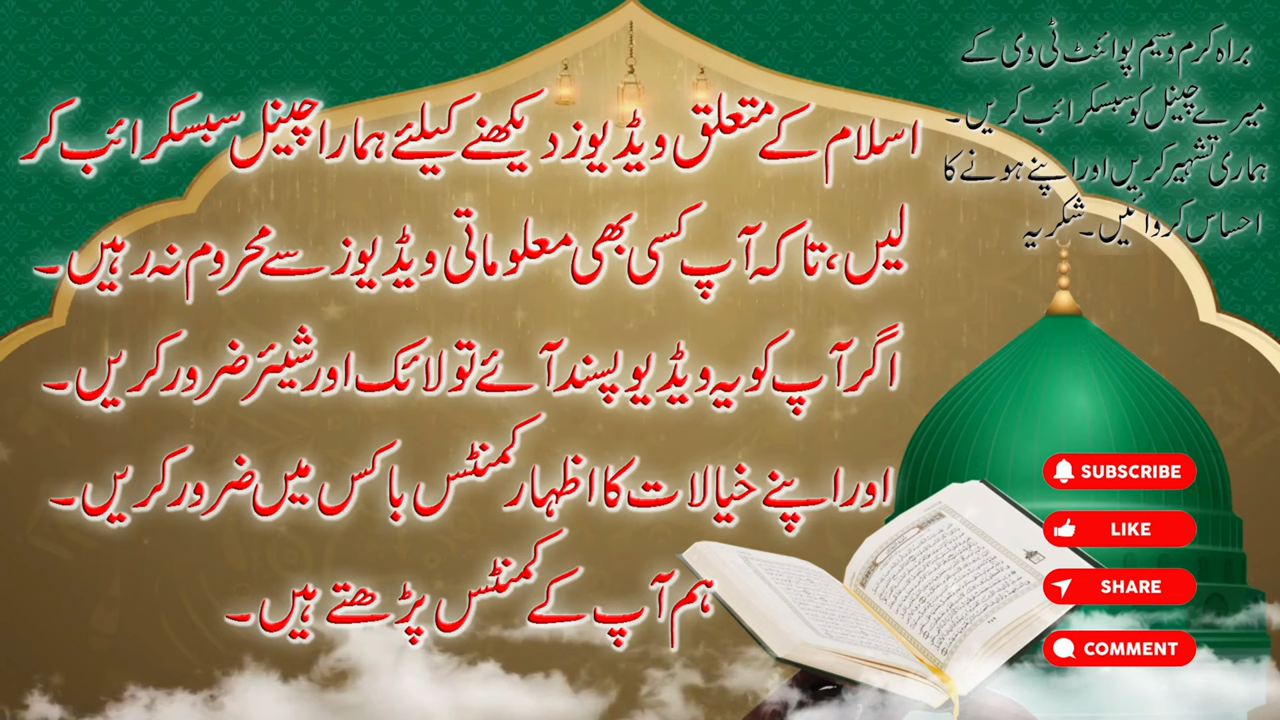 براہ کرم وسیم پوائنٹ ٹی وی کے
میرے چینل کو سبسکرائب کریں۔
ہماری تشہیر کریں اور اپنے ہونے کا
احساس کروائیں۔ شکریہ
اسلام کے متعلق ویڈیوز دیکھنے کیلئے ہمارا چینل سبسکرائب کر
لیں، تاکہ آپ کسی بھی معلوماتی ویڈیوز سے محروم نہ رہیں۔
اگر آپ کو یہ ویڈیو پسند آئے تو لائک اور شیئر ضرور کریں۔
اور اپنے خیالات کا اظہار کمنٹس باکس میں ضرور کریں۔
ہم آپ کے کمنٹس پڑھتے ہیں۔
SUBSCRIBE
LIKE
SHARE
COMMENT